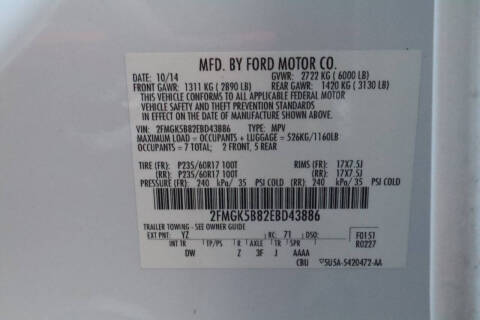 MFD. BY FORD MOTOR CO.
DATE: 10/14 GVWR: 2722 KG ( 6000 LB)
FRONT GAWR: 1311 KG ( 2890 LB) REAR GAWR: 1420 KG ( 3130 LB)
THIS VEHICLE CONFORMS TO ALL APPLICABLE FEDERAL MOTOR
VEHICLE SAFETY AND THEFT PREVENTION STANDARDS IN
EFFECT ON THE DATE OF MANUFACTURE SHOWN ABOVE.
VIN: 2FMGK5B82EBD43886 TYPE: MPV
MAXIMUM LOAD = OCCUPANTS + LUGGAGE = 526KG/1160LB
OCCUPANTS = 7 TOTAL; 2 FRONT, 5 REAR
TIRE (FR): P235/60R17 100T RIMS (FR): 17X7.5J
(RR): P235/60R17 100T (RR): 17X7.5J
PRESSURE (FR): 240 kPa/ 35 PSI COLD (RR): 240 kPa/ 35 PSI COLD
2FMGK5B82EBD43886
TRAILER TOWING - SEE OWNER GUIDE
EXT PNT: YZ RC: 71 DSO: F0151
INT TR TP/PS R AXLE TR SPR R0227
DW Z 3F J AAAA
CBU 5U5A-5420472-AA